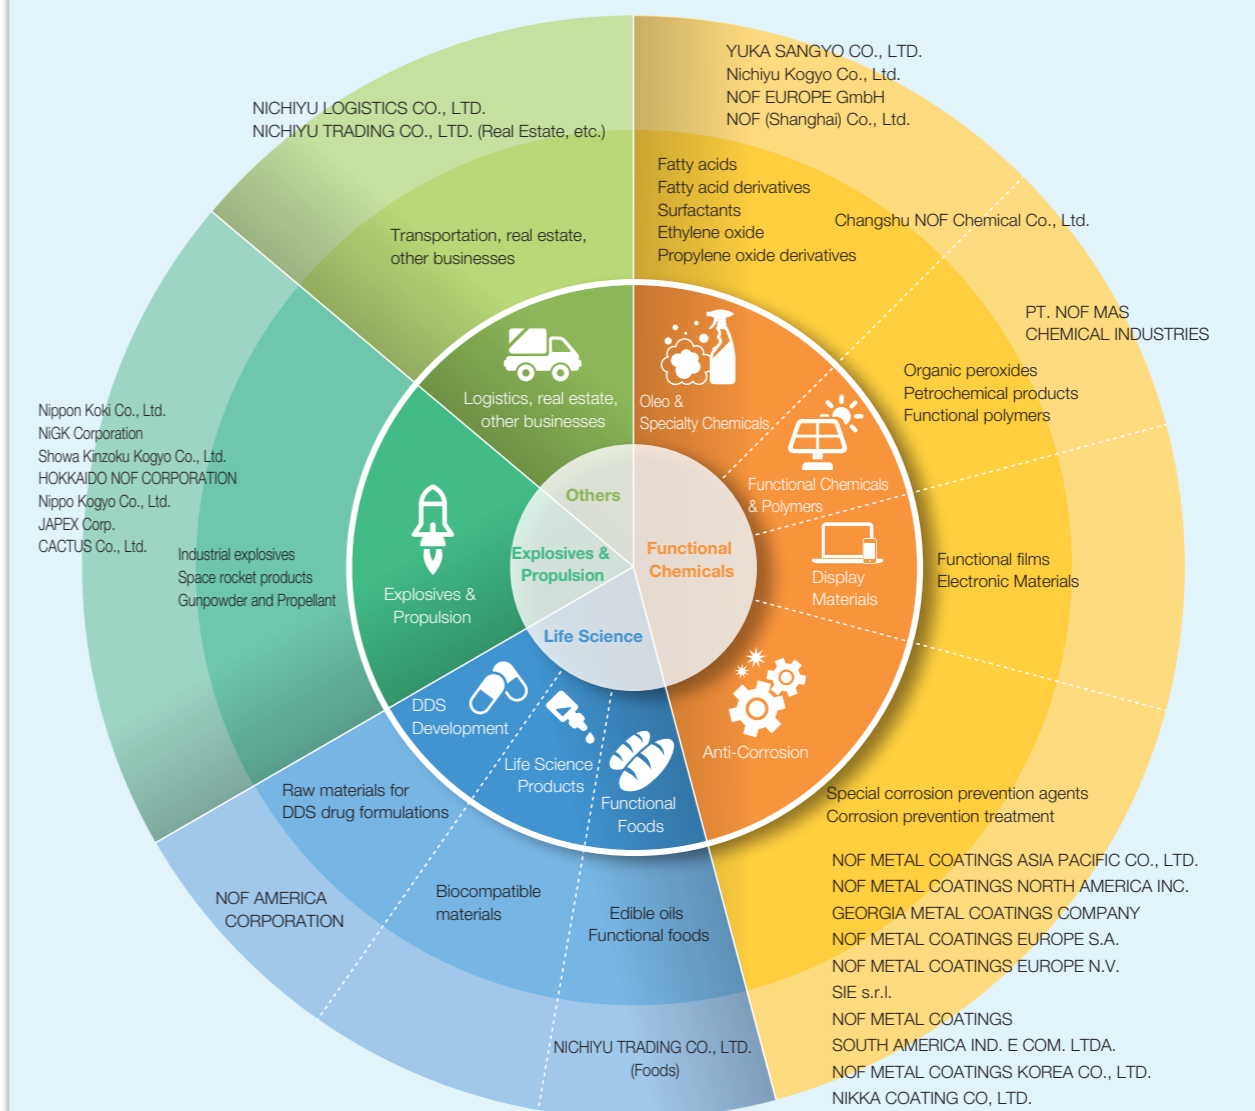 YUKA SANGYO CO., LTD.
Nichiyu Kogyo Co., Ltd.
NOF EUROPE GmbH
NOF (Shanghai) Co., Ltd.
NICHIYU LOGISTICS CO., LTD.
NICHIYU TRADING CO., LTD. (Real Estate, etc.)
Fatty acids
Fatty acid derivatives
Surfactants
Ethylene oxide
Propylene oxide derivatives
Changshu NOF Chemical Co., Ltd.
Transportation, real estate,
other businesses
PT. NOF MAS
CHEMICAL INDUSTRIES
Organic peroxides
Petrochemical products
Functional polymers
Logistics, real estate,
other businesses
Oleo &
Specialty Chemicals
Functional Chemicals
& Polymers
Nippon Koki Co., Ltd.
NiGK Corporation
Showa Kinzoku Kogyo Co., Ltd.
HOKKAIDO NOF CORPORATION
Nippo Kogyo Co., Ltd.
JAPEX Corp.
CACTUS Co., Ltd.
Industrial explosives
Space rocket products
Gunpowder and Propellant
Explosives &
Propulsion
Others
Explosives &
Propulsion
Functional
Chemicals
Life Science
Display
Materials
Functional films
Electronic Materials
DDS
Development
Life Science
Products
Functional
Foods
Anti-Corrosion
Raw materials for
DDS drug formulations
Special corrosion prevention agents
Corrosion prevention treatment
NOF AMERICA
CORPORATION
Biocompatible
materials
Edible oils
Functional foods
NICHIYU TRADING CO., LTD.
(Foods)
NOF METAL COATINGS ASIA PACIFIC CO., LTD.
NOF METAL COATINGS NORTH AMERICA INC.
GEORGIA METAL COATINGS COMPANY
NOF METAL COATINGS EUROPE S.A.
NOF METAL COATINGS EUROPE N.V.
SIE s.r.l.
NOF METAL COATINGS
SOUTH AMERICA IND. E COM. LTDA.
NOF METAL COATINGS KOREA CO., LTD.
NIKKA COATING CO, LTD.